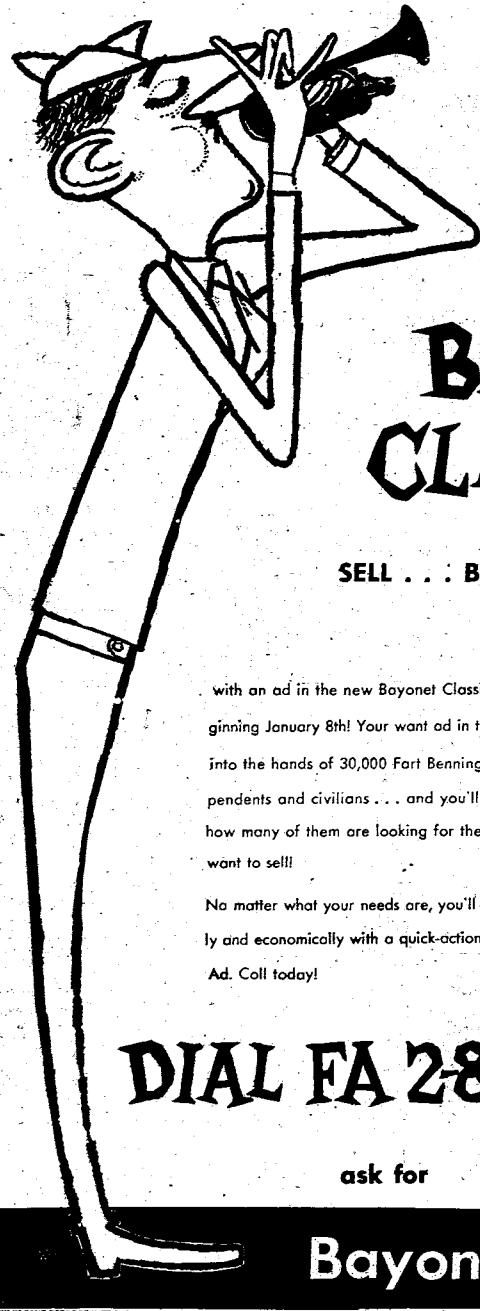 B
CL
SELL . . . B
with an ad in the new Bayonet Classi
ginning January 8th! Your want ad in t
into the hands of 30,000 Fort Benning
pendents and civilians . . . and you'll
how many of them are looking for the
want to sell!
No matter what your needs are, you'll
ly and economically with a quick-action
Ad. Call today!
DIAL FA 2-8
ask for
Bayon